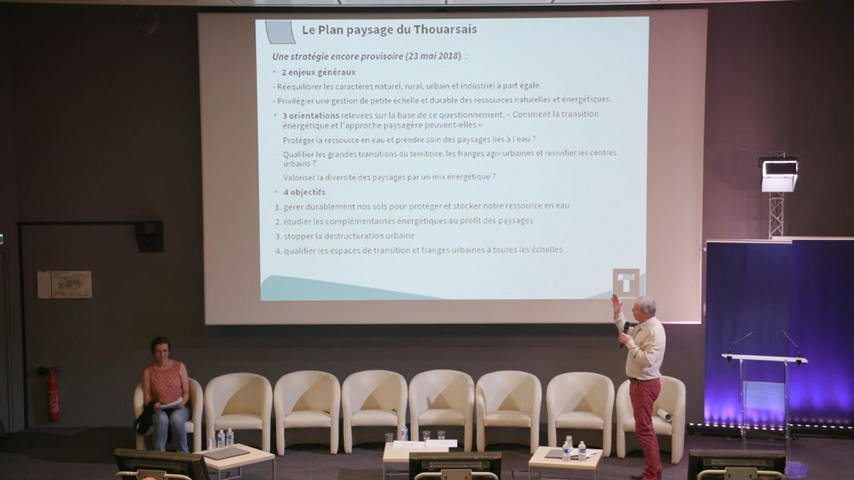 Le Plan paysage du Thouarsais
Une stratégie encore provisoire (23 mai 2018) :
• 2 enjeux généraux
- Rééquilibrer les caractères naturel, rural, urbain et industriel à part égale.
- Privilégier une gestion de petite échelle et durable des ressources naturelles et énergétiques.
• 3 orientations relevées sur la base de ce questionnement, « Comment la transition
énergétique et l'approche paysagère peuvent-elles »
Protéger la ressource en eau et prendre soin des paysages liés à l'eau ?
Qualifier les grandes transitions du territoire, les franges agri-urbaines et revivifier les centres
urbains ?
Valoriser la diversité des paysages par un mix énergétique ?
• 4 objectifs
1. gérer durablement nos sols pour protéger et stocker notre ressource en eau
2. étudier les complémentarités énergétiques au profit des paysages
3. stopper la destructuration urbaine
4. qualifier les espaces de transition et franges urbaines à toutes les échelles
T